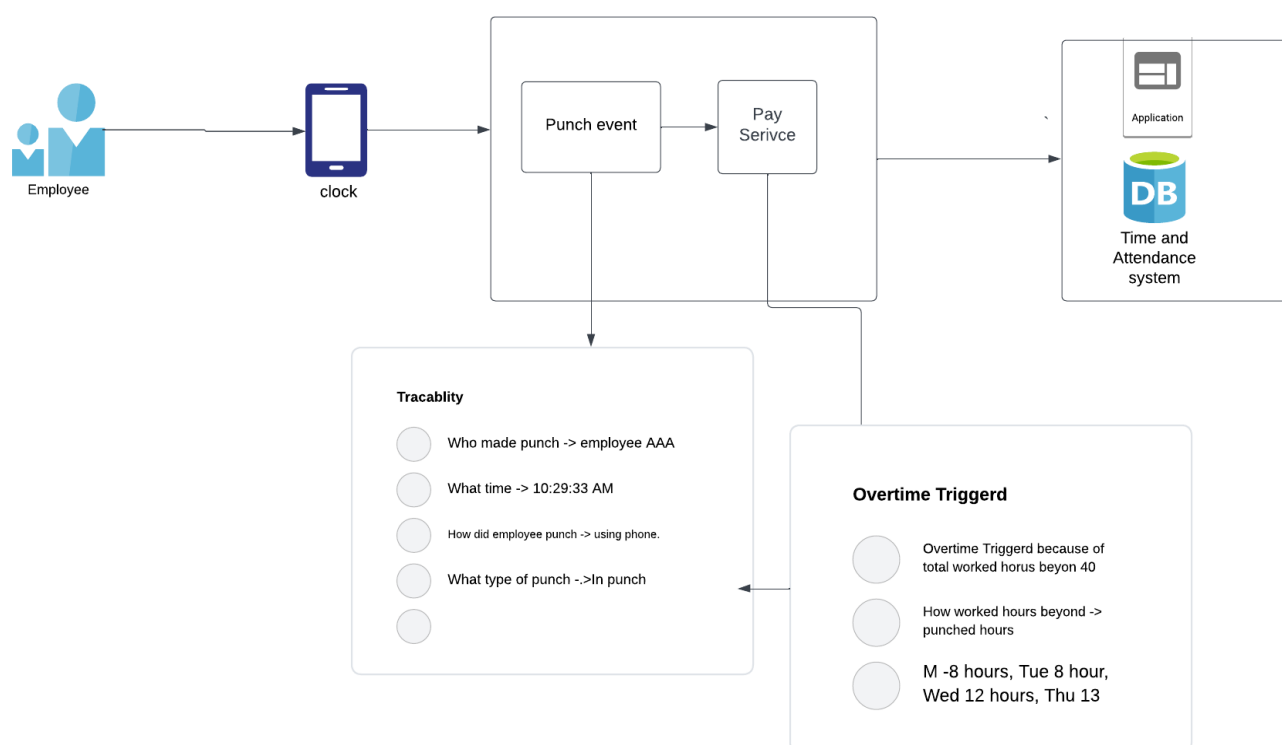 Employee
clock
Punch event
Pay
Serivce
`
Application
DB
Time and
Attendance
system
Tracablity
Who made punch -> employee AAA
What time -> 10:29:33 AM
How did employee punch -> using phone.
What type of punch -.>In punch
Overtime Triggerd
Overtime Triggerd because of
total worked horus beyon 40
How worked hours beyond ->
punched hours
M -8 hours, Tue 8 hour,
Wed 12 hours, Thu 13